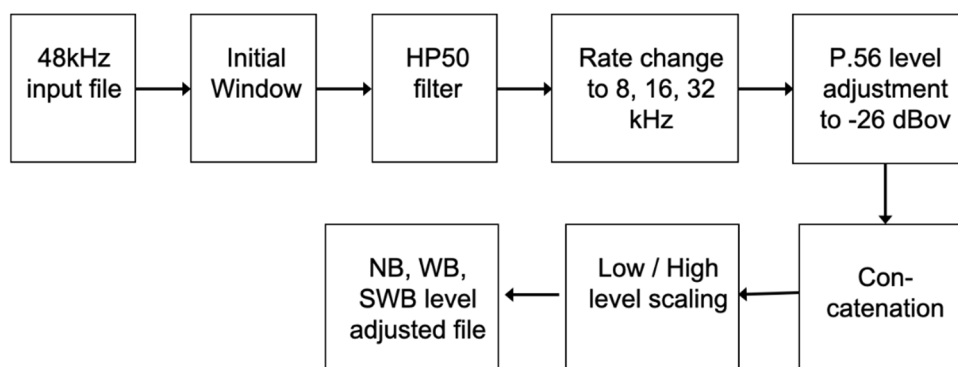 48kHz
input file
Initial
Window
HP50
filter
Rate change
to 8, 16, 32
kHz
P.56 level
adjustment
to -26 dBov
NB, WB,
SWB level
adjusted file
Low / High
level scaling
Con-
catenation